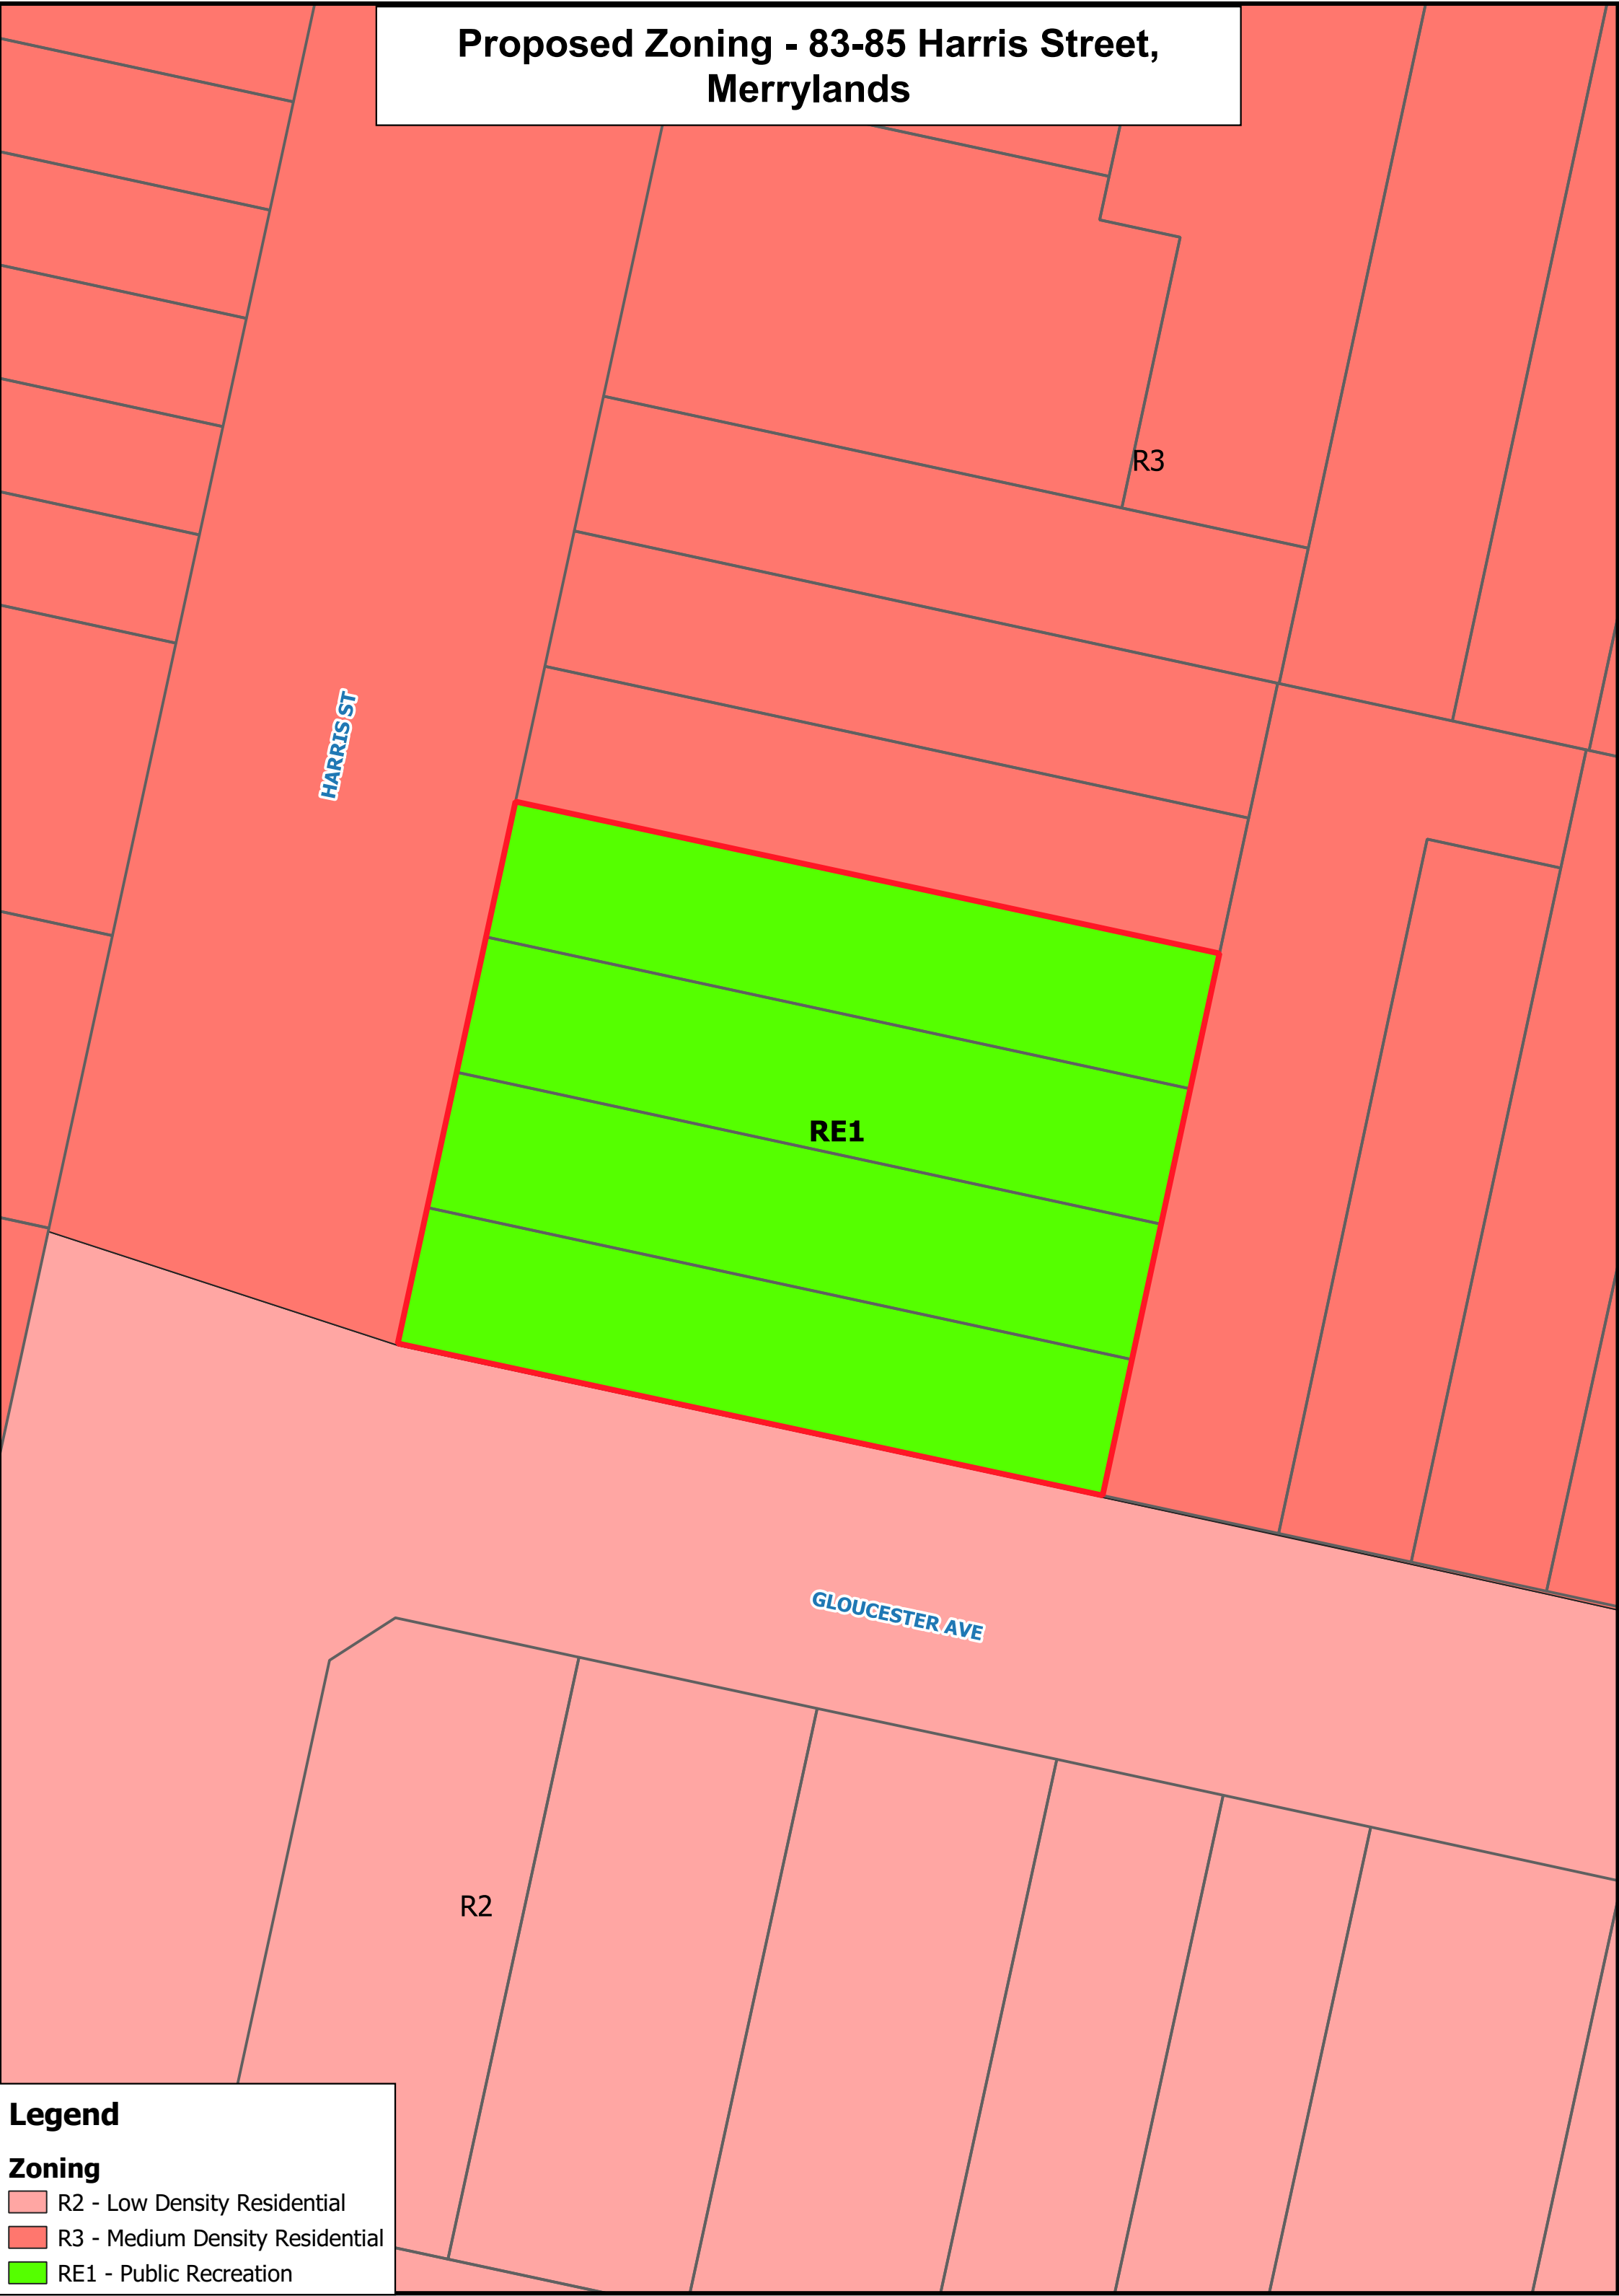 Proposed Zoning - 83-85 Harris Street,
Merrylands
R3
HARRIS ST
RE1
GLOUCESTER AVE
R2
Legend
Zoning
R2 - Low Density Residential
R3 - Medium Density Residential
RE1 - Public Recreation